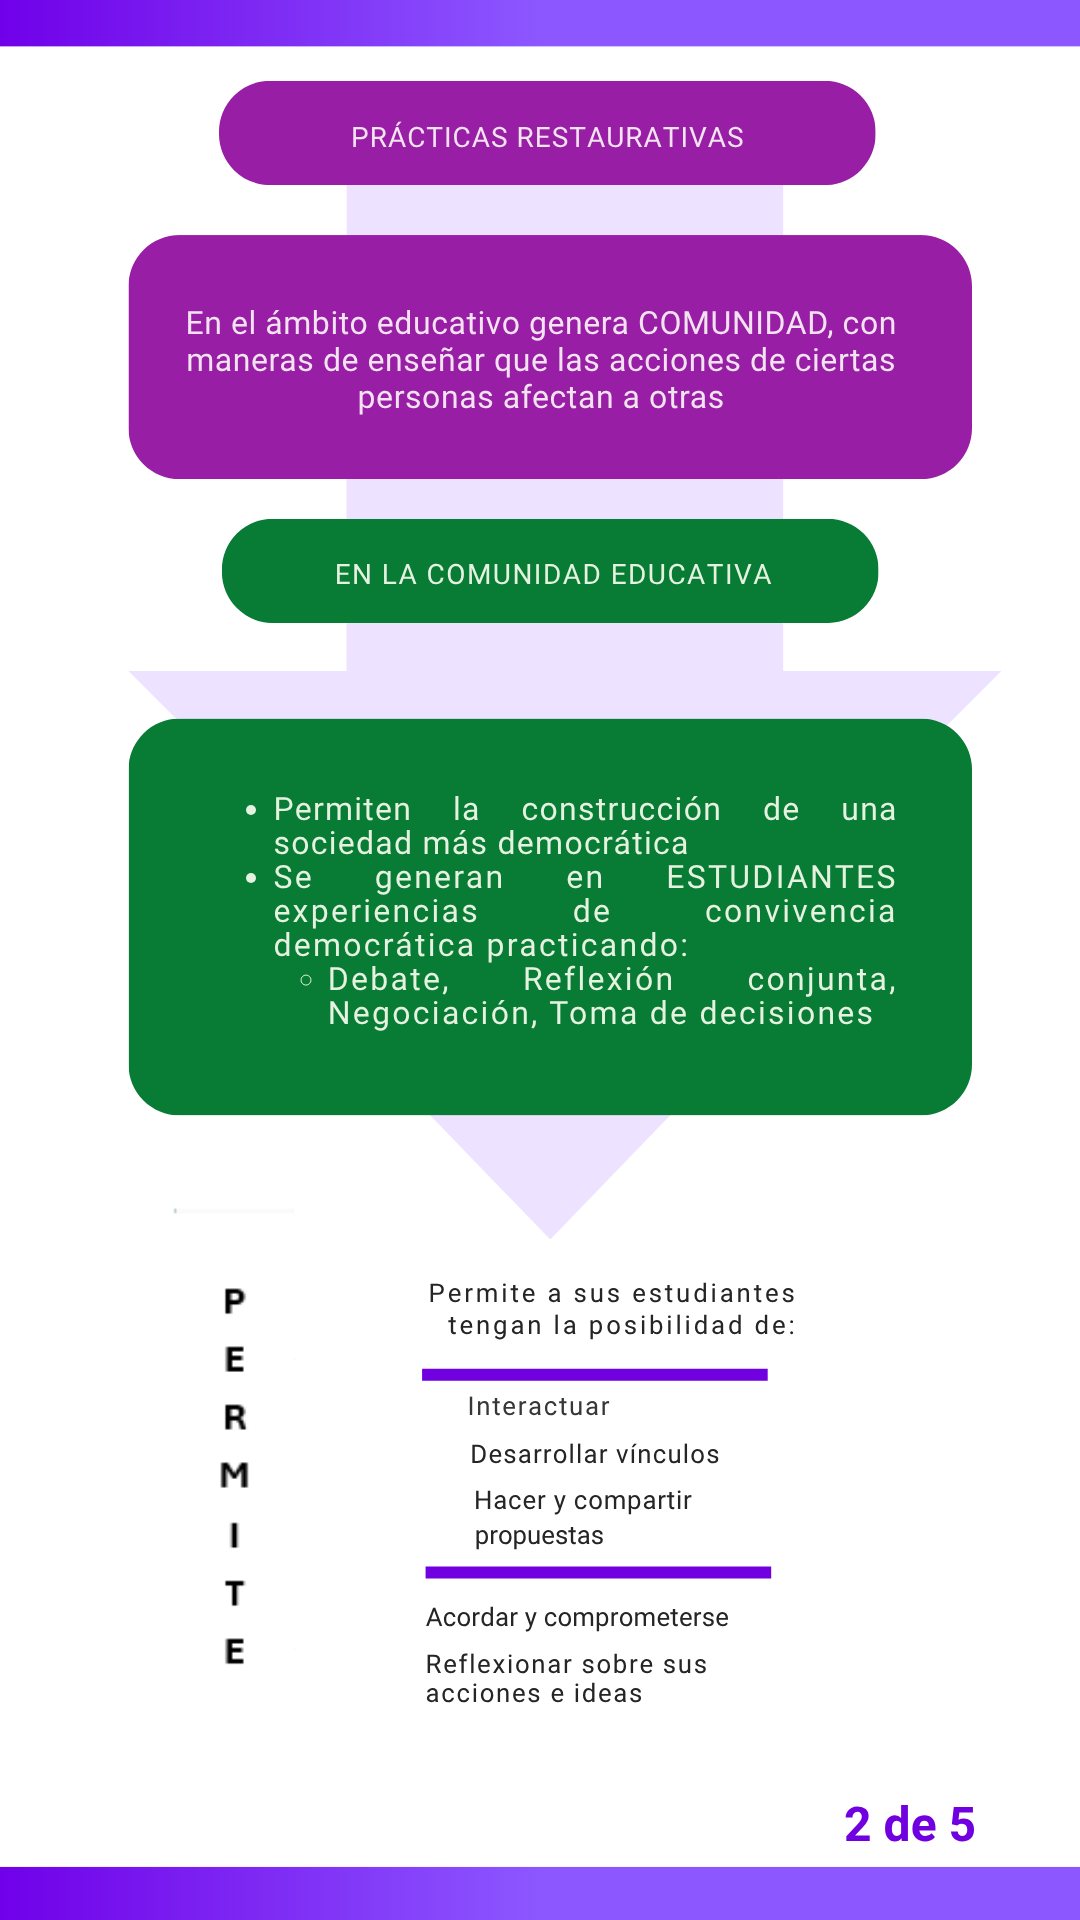 PRÁCTICAS RESTAURATIVAS
En el ámbito educativo genera COMUNIDAD, con
maneras de enseñar que las acciones de ciertas
personas afectan a otras
EN LA COMUNIDAD EDUCATIVA
• Permiten la construcción de una
sociedad más democrática
• Se generan en ESTUDIANTES
experiencias de convivencia
democrática practicando:
◦ Debate, Reflexión conjunta,
Negociación, Toma de decisiones
P
E
R
M
I
T
E
Permite a sus estudiantes
tengan la posibilidad de:
Interactuar
Desarrollar vínculos
Hacer y compartir
propuestas
Acordar y comprometerse
Reflexionar sobre sus
acciones e ideas
2 de 5